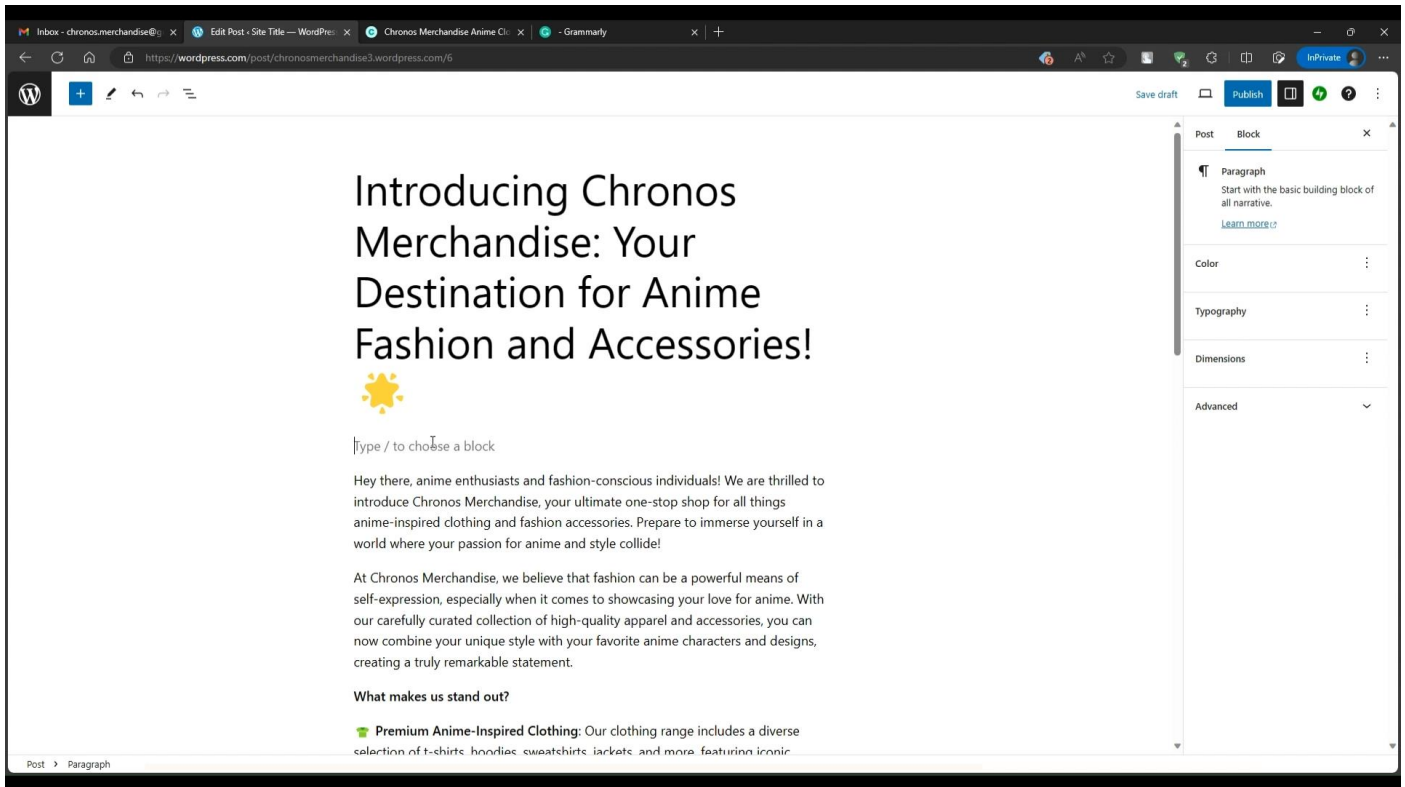 Inbox - chronos.merchandise@g
Edit Post ‹ Site Title — WordPres
Chronos Merchandise Anime Clo
- Grammarly
https://wordpress.com/post/chronosmerchandise3.wordpress.com/6
InPrivate
Save draft
Publish
Post Block
Introducing Chronos
Merchandise: Your
Destination for Anime
Fashion and Accessories!
Type / to choose a block
Hey there, anime enthusiasts and fashion-conscious individuals! We are thrilled to
introduce Chronos Merchandise, your ultimate one-stop shop for all things
anime-inspired clothing and fashion accessories. Prepare to immerse yourself in a
world where your passion for anime and style collide!
At Chronos Merchandise, we believe that fashion can be a powerful means of
self-expression, especially when it comes to showcasing your love for anime. With
our carefully curated collection of high-quality apparel and accessories, you can
now combine your unique style with your favorite anime characters and designs,
creating a truly remarkable statement.
What makes us stand out?
Premium Anime-Inspired Clothing: Our clothing range includes a diverse
selection of t-shirts, hoodies, sweatshirts, jackets, and more, featuring iconic
Paragraph
Start with the basic building block of
all narrative.
Learn more
Color
Typography
Dimensions
Advanced
Post > Paragraph